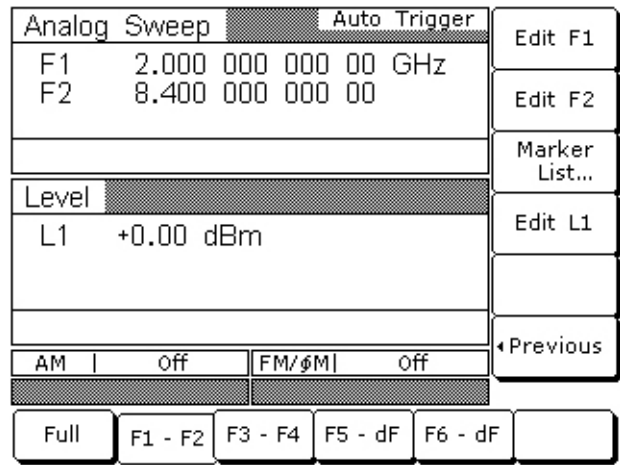 Analog Sweep Auto Trigger
F1 2.000 000 000 00 GHz
F2 8.400 000 000 00
Level
L1 +0.00 dBm
AM | Off FM/ϕM| Off
Edit F1
Edit F2
Marker
List...
Edit L1
◂Previous
Full F1 - F2 F3 - F4 F5 - dF F6 - dF